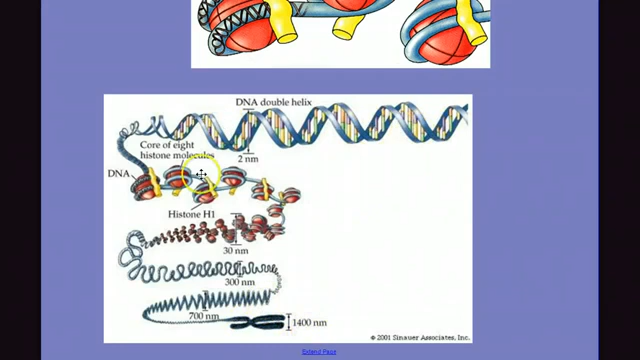 DNA double helix
Core of eight
histone molecules
2 nm
DNA
Histone H1
30 nm
300 nm
700 nm
1400 nm
© 2001 Sinauer Associates, Inc.
Extend Page